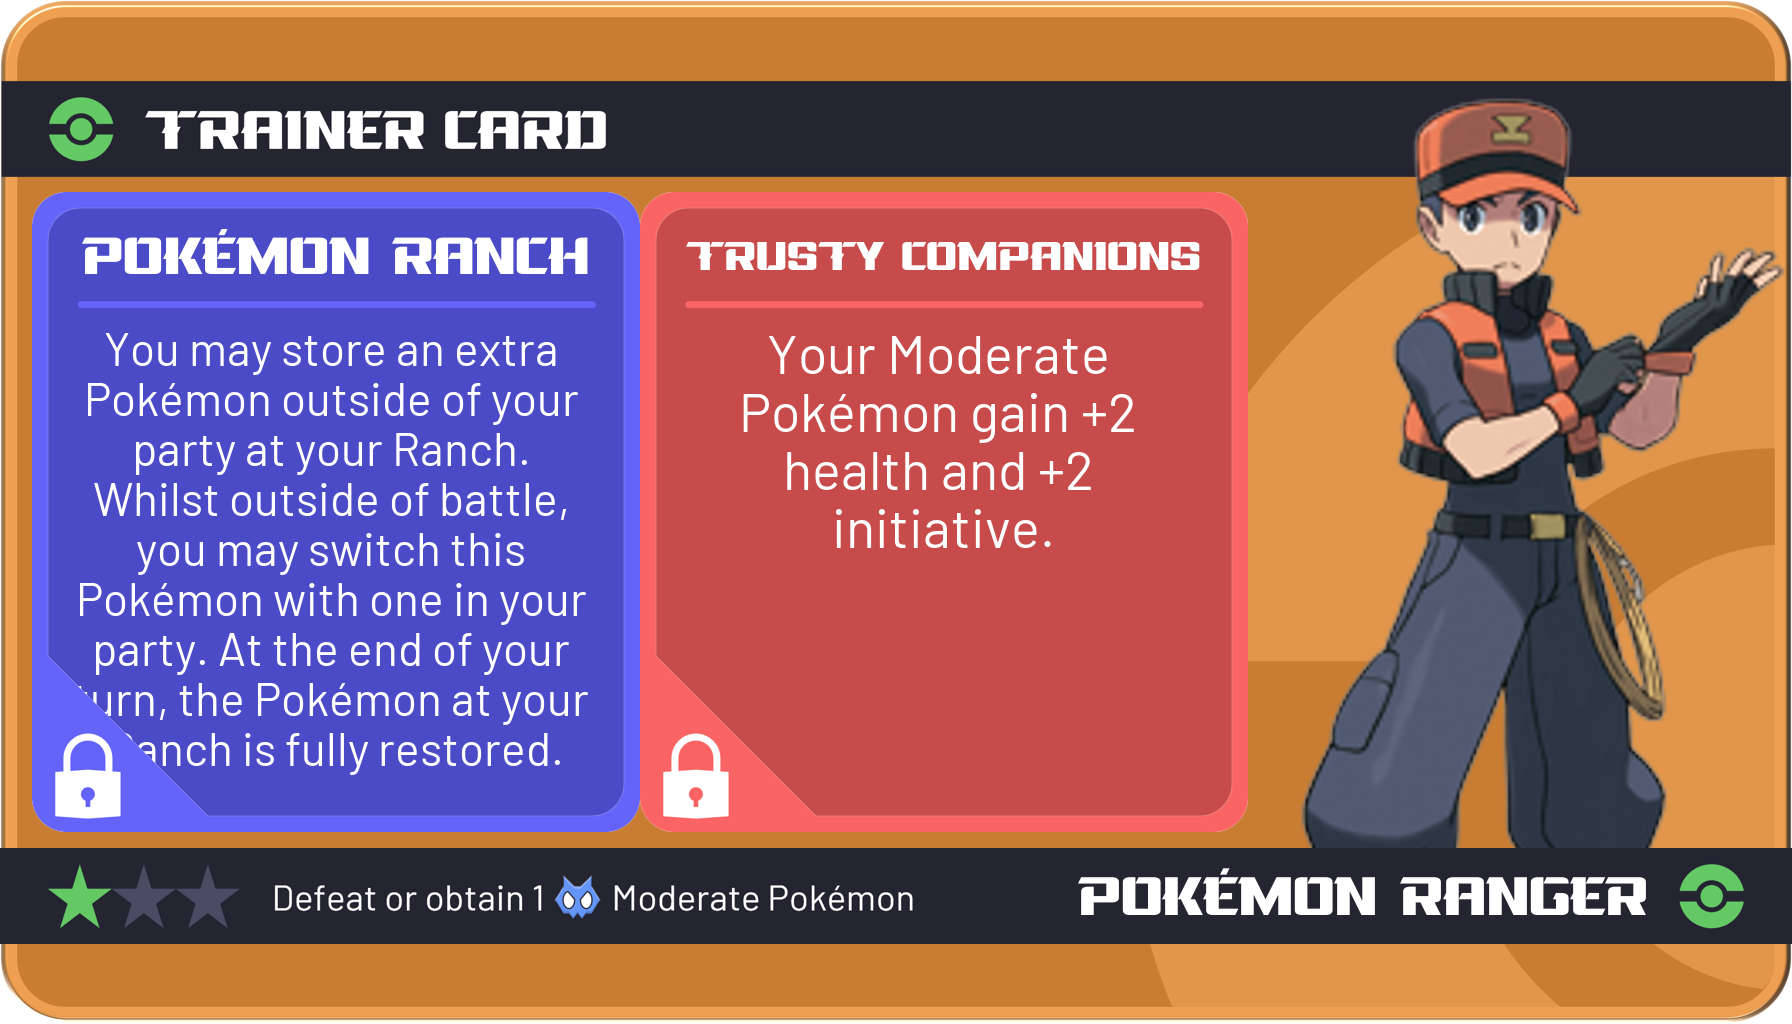 TRAINER CARD
POKÉMON RANCH
You may store an extra
Pokémon outside of your
party at your Ranch.
Whilst outside of battle,
you may switch this
Pokémon with one in your
party. At the end of your
turn, the Pokémon at your
Ranch is fully restored.
TRUSTY COMPANIONS
Your Moderate
Pokémon gain +2
health and +2
initiative.
Defeat or obtain 1 Moderate Pokémon
POKÉMON RANGER